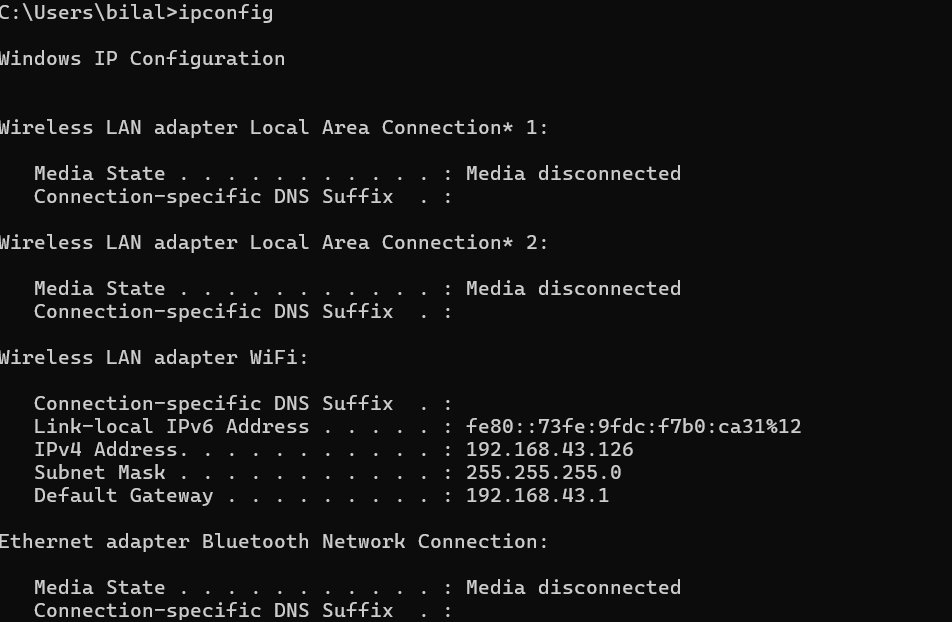 C:\Users\bilal>ipconfig
Windows IP Configuration
Wireless LAN adapter Local Area Connection* 1:
Media State . . . . . . . . . . . : Media disconnected
Connection-specific DNS Suffix  . :
Wireless LAN adapter Local Area Connection* 2:
Media State . . . . . . . . . . . : Media disconnected
Connection-specific DNS Suffix  . :
Wireless LAN adapter WiFi:
Connection-specific DNS Suffix  . :
Link-local IPv6 Address . . . . . : fe80::73fe:9fdc:f7b0:ca31%12
IPv4 Address. . . . . . . . . . . : 192.168.43.126
Subnet Mask . . . . . . . . . . . : 255.255.255.0
Default Gateway . . . . . . . . . : 192.168.43.1
Ethernet adapter Bluetooth Network Connection:
Media State . . . . . . . . . . . : Media disconnected
Connection-specific DNS Suffix  . :